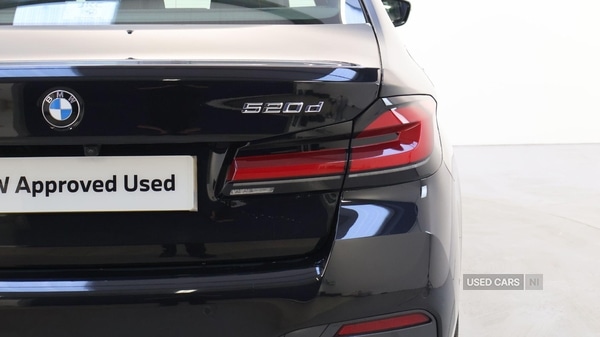 BMW
520d
W Approved Used
USED CARS NI